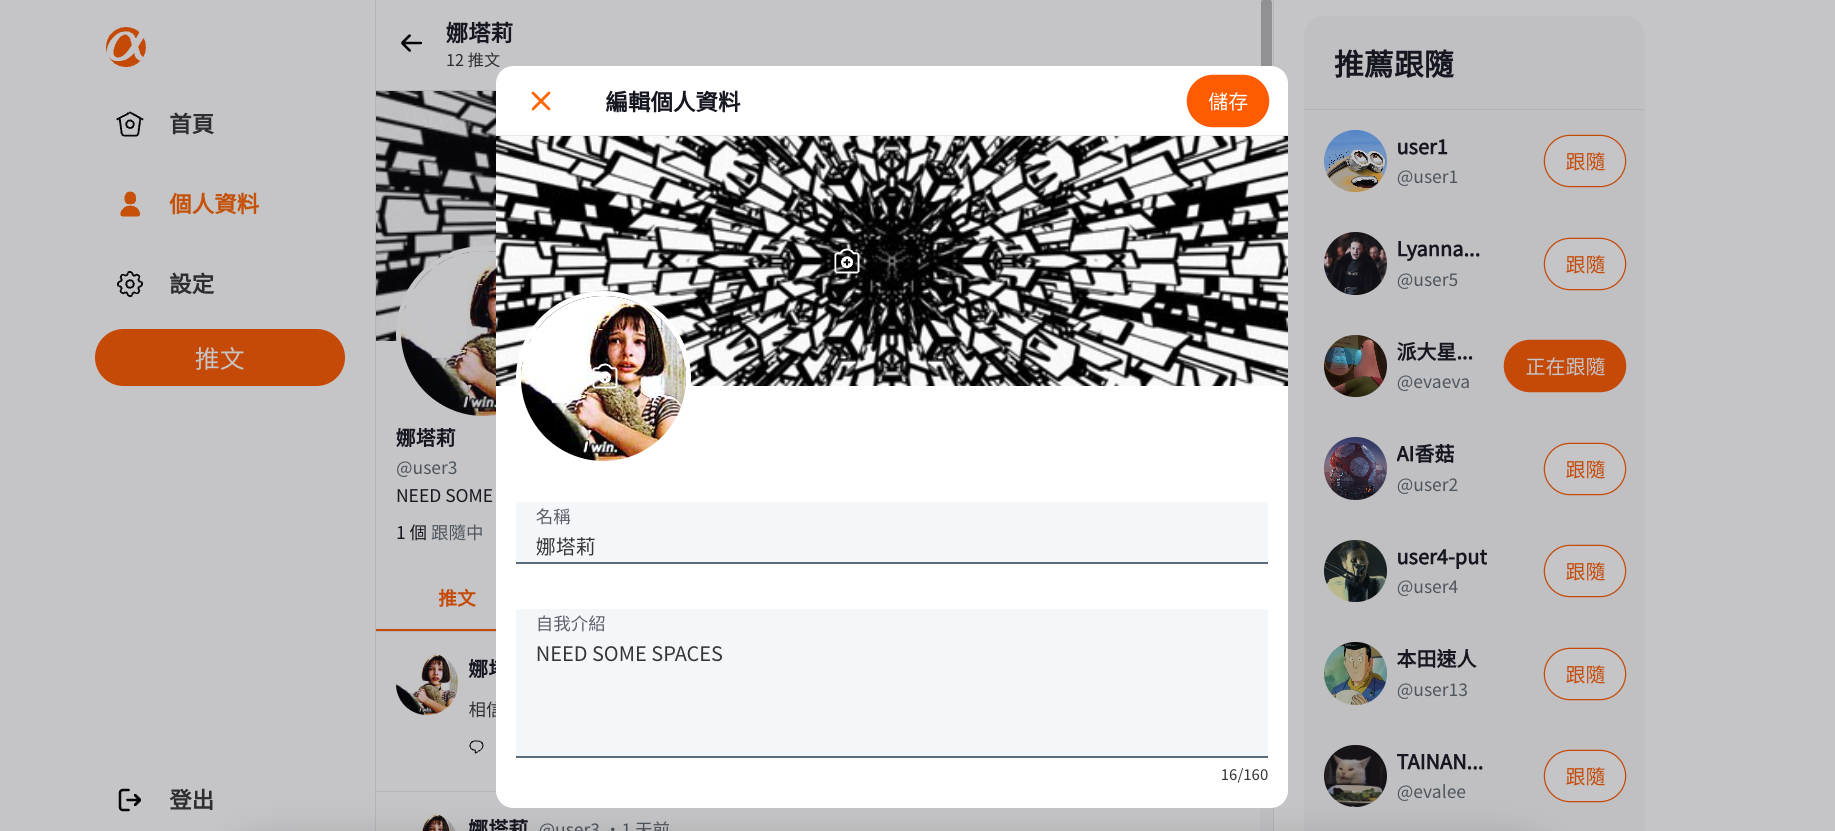 首頁
個人資料
設定
推文
登出
娜塔莉
12 推文
編輯個人資料
儲存
I win.
I win.
娜塔莉
@user3
NEED SOME
1 個 跟隨中
推文
名稱
娜塔莉
自我介紹
NEED SOME SPACES
16/160
相信
娜塔莉 @user3 · 1 天前
推薦跟隨
user1
@user1
跟隨
Lyanna...
@user5
跟隨
派大星...
@evaeva
正在跟隨
AI香菇
@user2
跟隨
user4-put
@user4
跟隨
本田速人
@user13
跟隨
TAINAN...
@evalee
跟隨